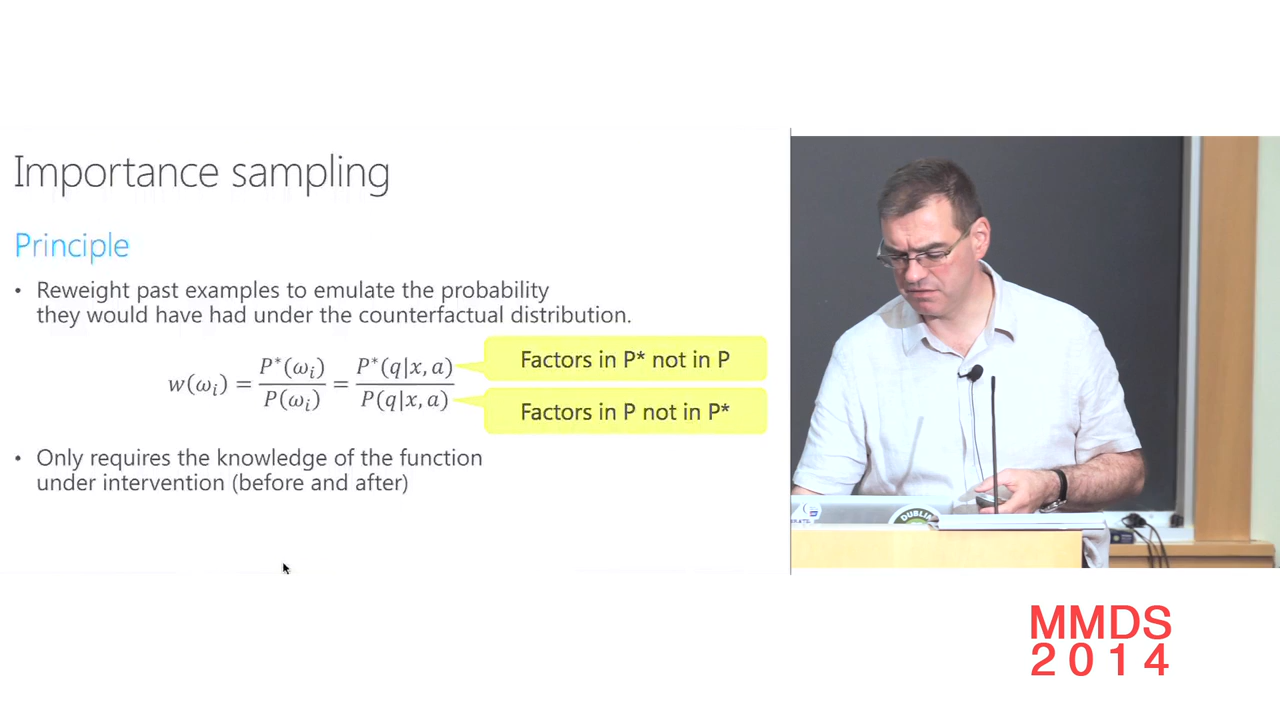 Importance sampling
Principle
• Reweight past examples to emulate the probability
they would have had under the counterfactual distribution.
w(ωᵢ) = P*(ωᵢ) / P(ωᵢ) = P*(q|x, a) / P(q|x, a)
Factors in P* not in P
Factors in P not in P*
• Only requires the knowledge of the function
under intervention (before and after)
DUBLIN
MMDS
2014